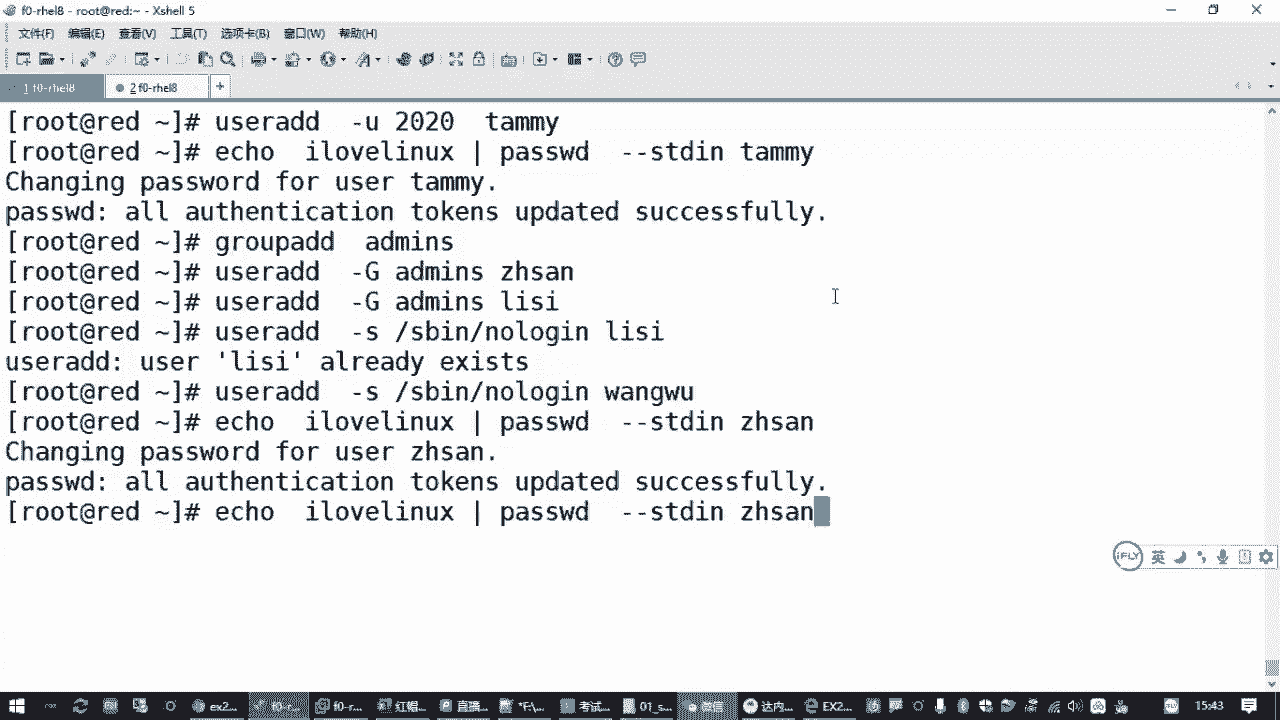 f0-rhel8 - root@red:~ - Xshell 5
文件(F) 编辑(E) 查看(V) 工具(T) 选项卡(B) 窗口(W) 帮助(H)
1 f0-rhel8 2 f0-rhel8 +
[root@red ~]# useradd  -u 2020  tammy
[root@red ~]# echo  ilovelinux | passwd  --stdin tammy
Changing password for user tammy.
passwd: all authentication tokens updated successfully.
[root@red ~]# groupadd  admins
[root@red ~]# useradd  -G admins zhsan
[root@red ~]# useradd  -G admins lisi
[root@red ~]# useradd  -s /sbin/nologin lisi
useradd: user 'lisi' already exists
[root@red ~]# useradd  -s /sbin/nologin wangwu
[root@red ~]# echo  ilovelinux | passwd  --stdin zhsan
Changing password for user zhsan.
passwd: all authentication tokens updated successfully.
[root@red ~]# echo  ilovelinux | passwd  --stdin zhsan
iFLY 英
ex2... f0-r... f0-r... 红帽... 直播... *F:\... 考试... 01_s... 微信 达内... EX2... 15:43